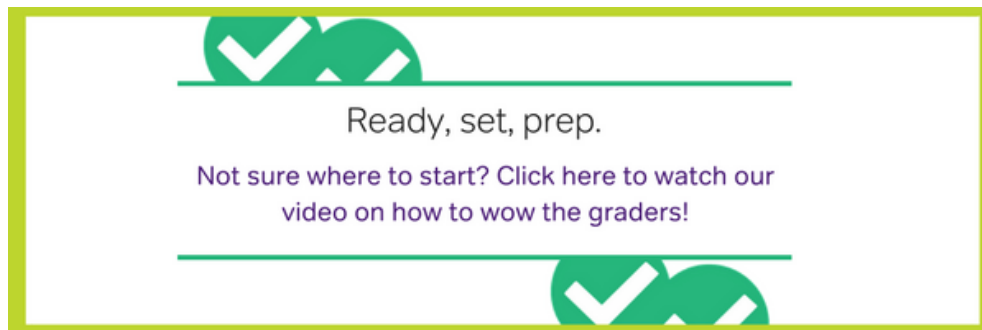 Ready, set, prep.
Not sure where to start? Click here to watch our
video on how to wow the graders!